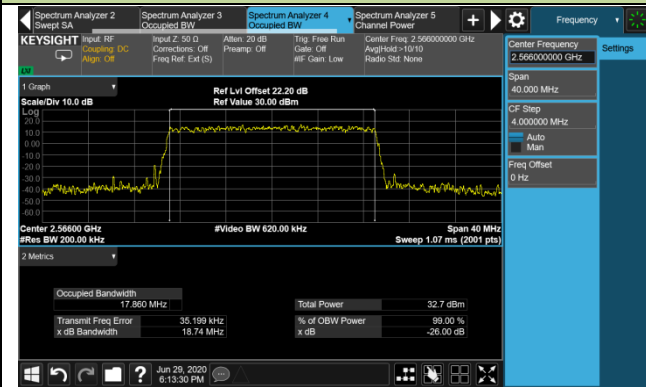 Spectrum Analyzer 2
Swept SA
Spectrum Analyzer 3
Occupied BW
Spectrum Analyzer 4
Occupied BW
Spectrum Analyzer 5
Channel Power
+
Frequency
KEYSIGHT
Input: RF
Coupling: DC
Align: Off
Input Z: 50 Ω
Corrections: Off
Freq Ref: Ext (S)
Atten: 20 dB
Preamp: Off
Trig: Free Run
Gate: Off
#IF Gain: Low
Center Freq: 2.566000000 GHz
Avg|Hold:>10/10
Radio Std: None
Center Frequency
2.566000000 GHz
Settings
Span
40.000 MHz
CF Step
4.000000 MHz
Auto
Man
Freq Offset
0 Hz
1 Graph
Scale/Div 10.0 dB
Ref Lvl Offset 22.20 dB
Ref Value 30.00 dBm
Log
20.0
10.0
0.00
-10.0
-20.0
-30.0
-40.0
-50.0
-60.0
Center 2.56600 GHz
#Res BW 200.00 kHz
#Video BW 620.00 kHz
Span 40 MHz
Sweep 1.07 ms (2001 pts)
2 Metrics
Occupied Bandwidth
17.860 MHz
Total Power 32.7 dBm
Transmit Freq Error 35.199 kHz
% of OBW Power 99.00 %
x dB Bandwidth 18.74 MHz
x dB -26.00 dB
?
Jun 29, 2020
6:13:30 PM